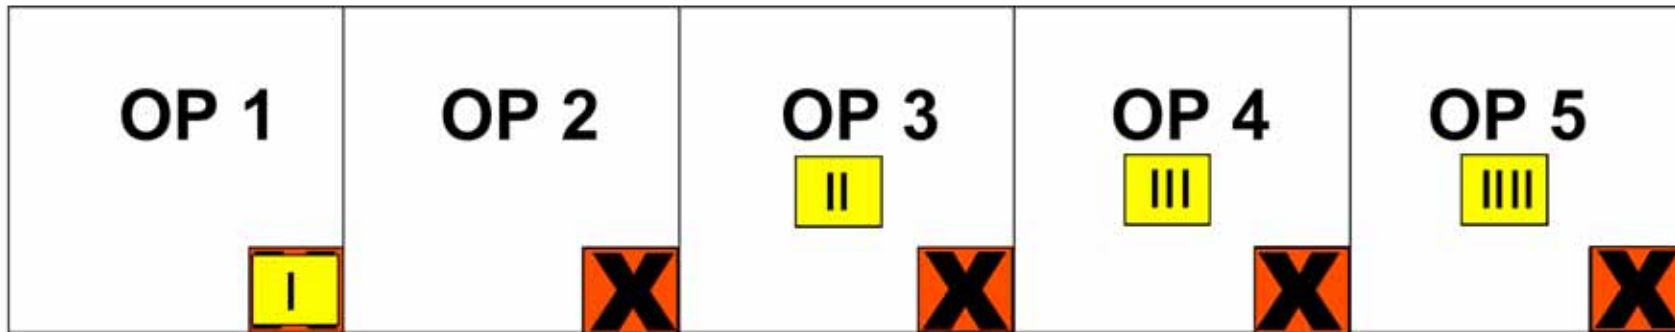 OP 1 OP 2 OP 3 OP 4 OP 5
II III IIII
I X X X X